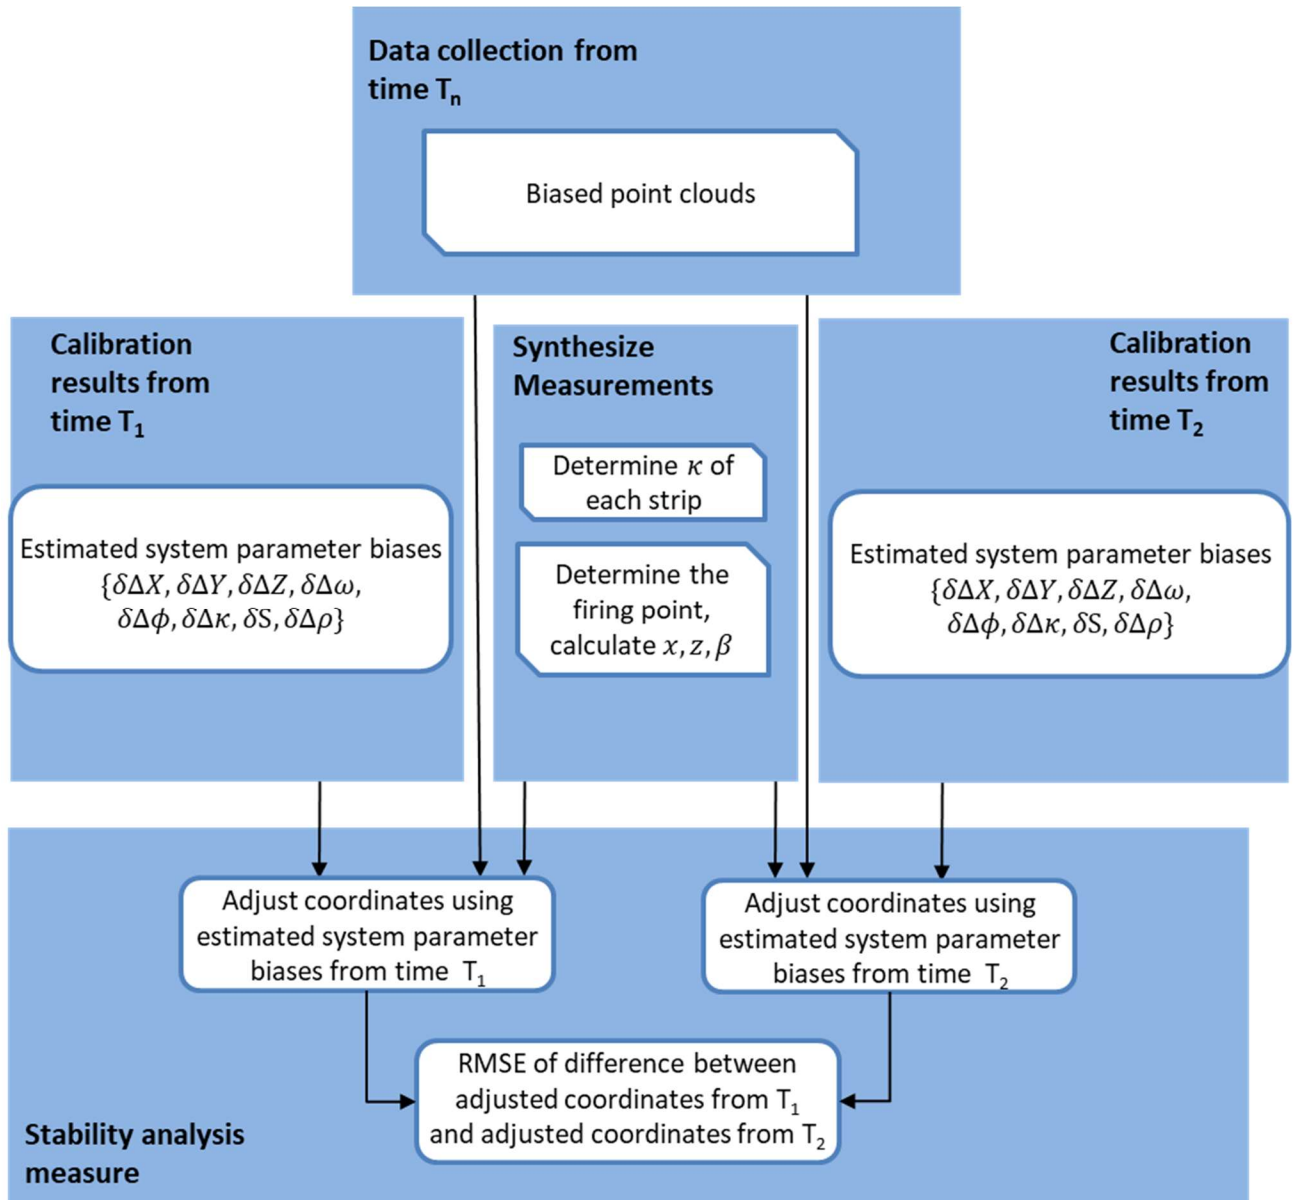 Data collection from
time Tₙ
Biased point clouds
Calibration
results from
time T₁
Estimated system parameter biases
{δΔX, δΔY, δΔZ, δΔω,
δΔϕ, δΔκ, δS, δΔρ}
Synthesize
Measurements
Determine κ of
each strip
Determine the
firing point,
calculate x, z, β
Calibration
results from
time T₂
Estimated system parameter biases
{δΔX, δΔY, δΔZ, δΔω,
δΔϕ, δΔκ, δS, δΔρ}
Adjust coordinates using
estimated system parameter
biases from time T₁
Adjust coordinates using
estimated system parameter
biases from time T₂
RMSE of difference between
adjusted coordinates from T₁
and adjusted coordinates from T₂
Stability analysis
measure